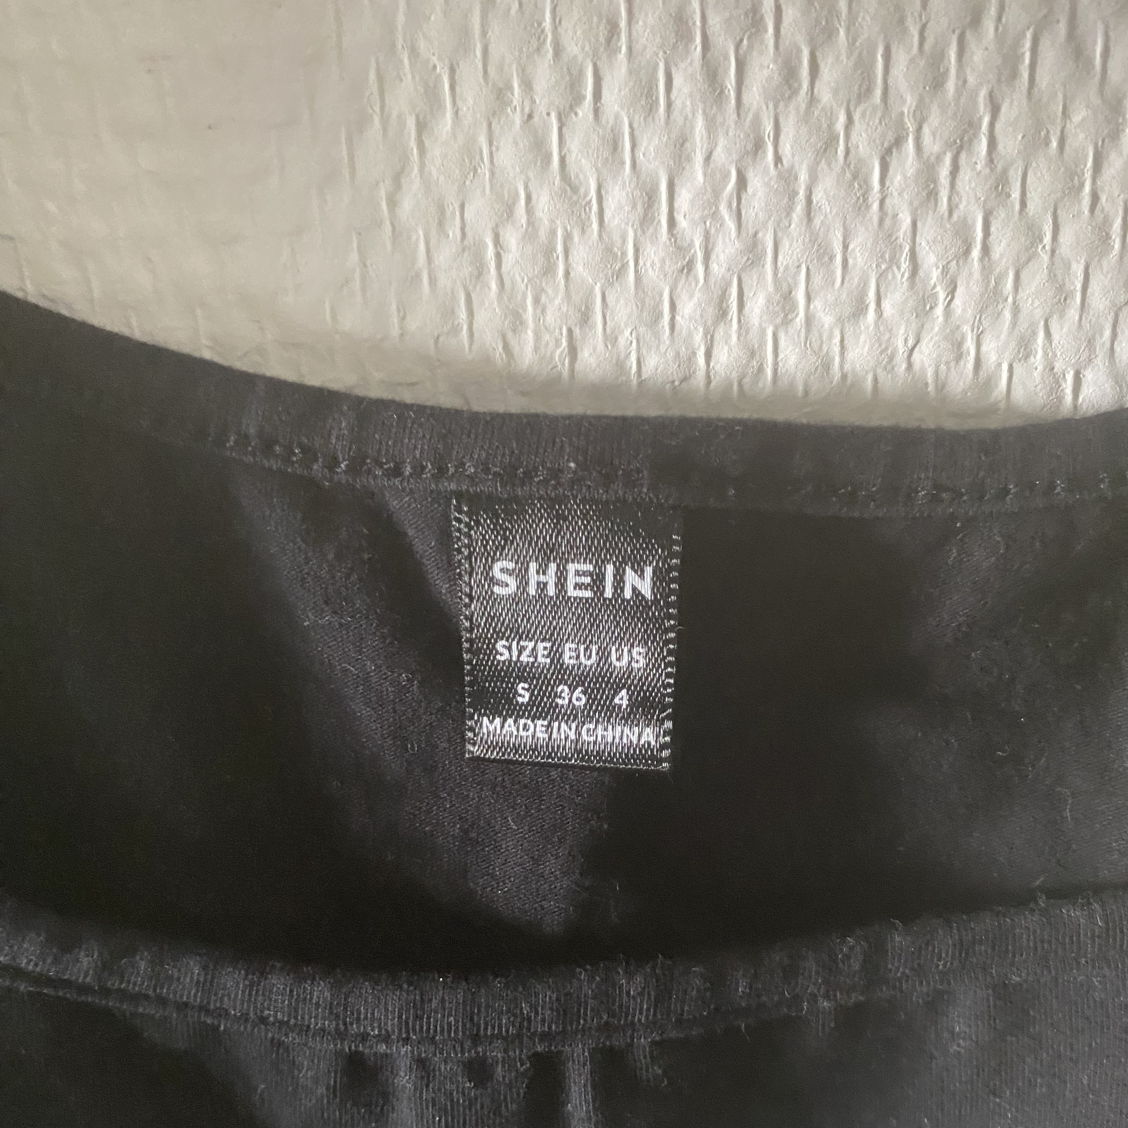 SHEIN
SIZE EU US
S 36 4
MADE IN CHINA